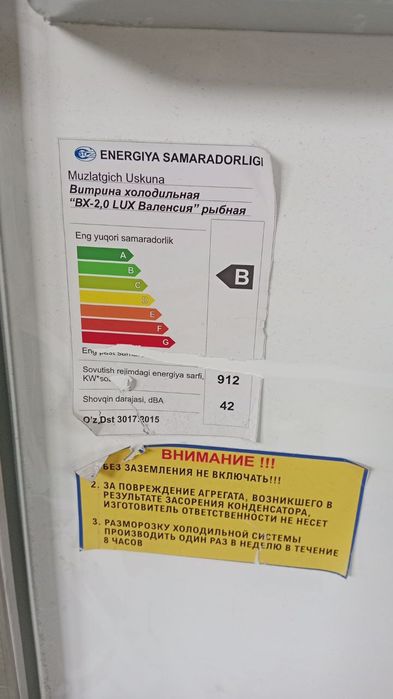 ENERGIYA SAMARADORLIGI
Muzlatgich Uskuna
Витрина холодильная
“ВХ-2,0 LUX Валенсия” рыбная
Eng yuqori samaradorlik
A
B
C
D
E
F
G
B
Eng past
Sovutish rejimdagi energiya sarfi,
912
Shovqin darajasi, dBA
42
O'z Dst 3017:2015
ВНИМАНИЕ !!!
БЕЗ ЗАЗЕМЛЕНИЯ НЕ ВКЛЮЧАТЬ!!!
2. ЗА ПОВРЕЖДЕНИЕ АГРЕГАТА, ВОЗНИКШЕГО В
РЕЗУЛЬТАТЕ ЗАСОРЕНИЯ КОНДЕНСАТОРА,
ИЗГОТОВИТЕЛЬ ОТВЕТСТВЕННОСТИ НЕ НЕСЕТ
3. РАЗМОРОЗКУ ХОЛОДИЛЬНОЙ СИСТЕМЫ
ПРОИЗВОДИТЬ ОДИН РАЗ В НЕДЕЛЮ В ТЕЧЕНИЕ
8 ЧАСОВ